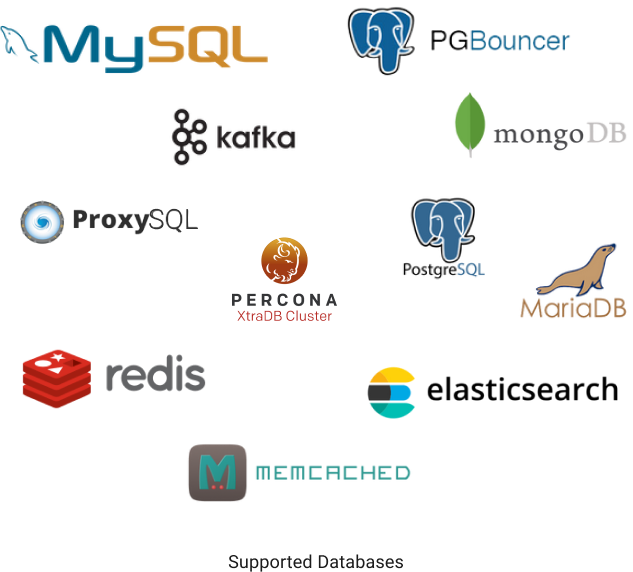 MySQL
PGBouncer
kafka
mongoDB
ProxySQL
PostgreSQL
PERCONA
XtraDB Cluster
MariaDB
redis
elasticsearch
MEMCACHED
Supported Databases